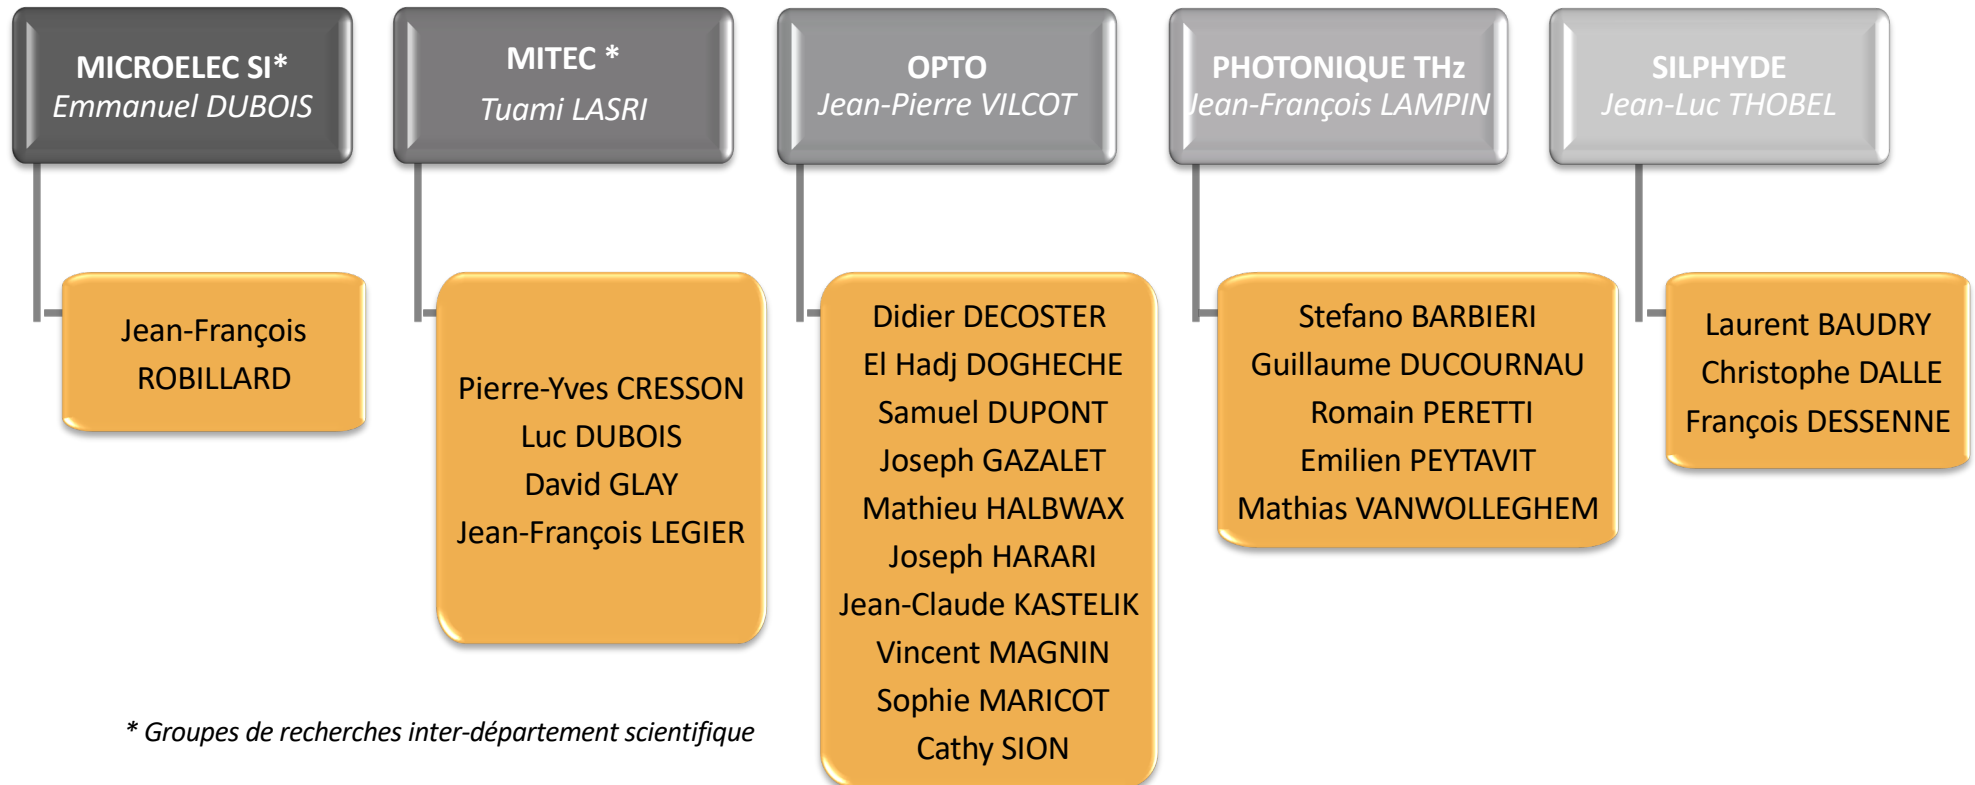 MICROELEC SI*
Emmanuel DUBOIS
MITEC *
Tuami LASRI
OPTO
Jean-Pierre VILCOT
PHOTONIQUE THz
Jean-François LAMPIN
SILPHYDE
Jean-Luc THOBEL
Jean-François
ROBILLARD
Pierre-Yves CRESSON
Luc DUBOIS
David GLAY
Jean-François LEGIER
Didier DECOSTER
El Hadj DOGHECHE
Samuel DUPONT
Joseph GAZALET
Mathieu HALBWAX
Joseph HARARI
Jean-Claude KASTELIK
Vincent MAGNIN
Sophie MARICOT
Cathy SION
Stefano BARBIERI
Guillaume DUCOURNAU
Romain PERETTI
Emilien PEYTAVIT
Mathias VANWOLLEGHEM
Laurent BAUDRY
Christophe DALLE
François DESSENNE
* Groupes de recherches inter-département scientifique